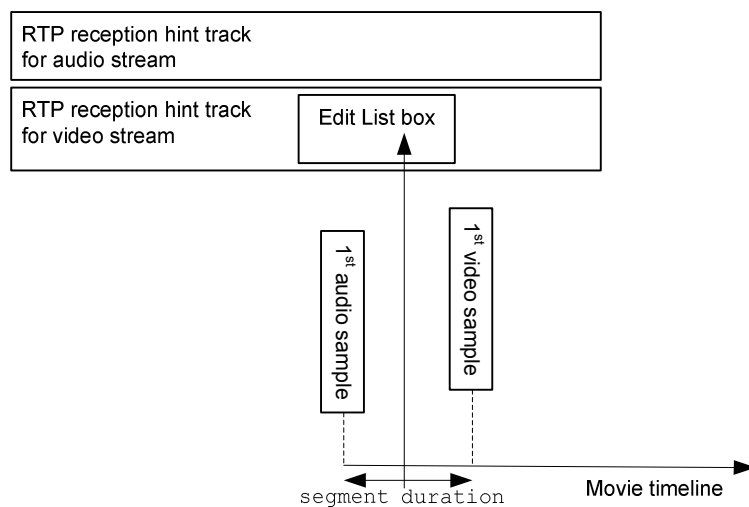 RTP reception hint track
for audio stream
RTP reception hint track
for video stream
Edit List box
1st audio sample
1st video sample
Movie timeline
segment duration